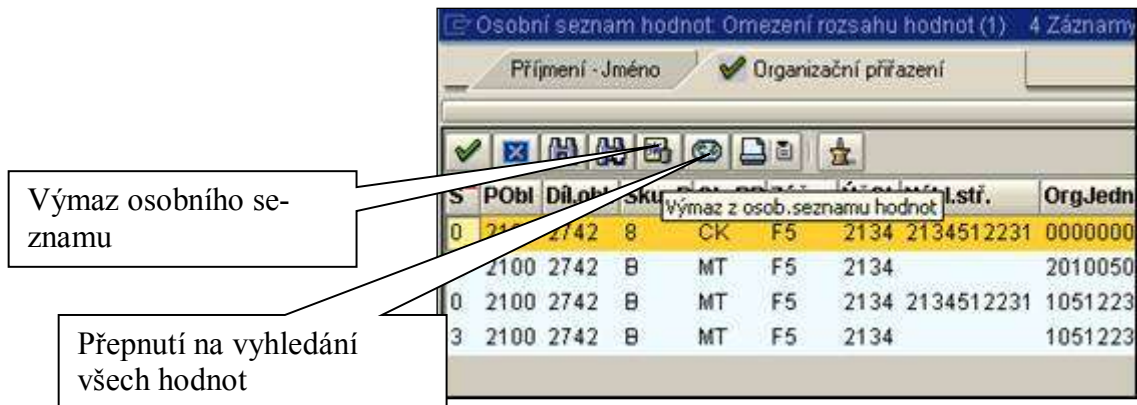 Osobní seznam hodnot: Omezení rozsahu hodnot (1) 4 Záznamy
Příjmení - Jméno Organizační přiřazení
Výmaz osobního se-
znamu
PObl Díl.obl OrgJedn
Výmaz z osob.seznamu hodnot
0 2100 2742 8 CK F5 2134 2134512231 0000000
2100 2742 B MT F5 2134 2010050
0 2100 2742 B MT F5 2134 2134512231 1051223
3 2100 2742 B MT F5 2134 1051223
Přepnutí na vyhledání
všech hodnot